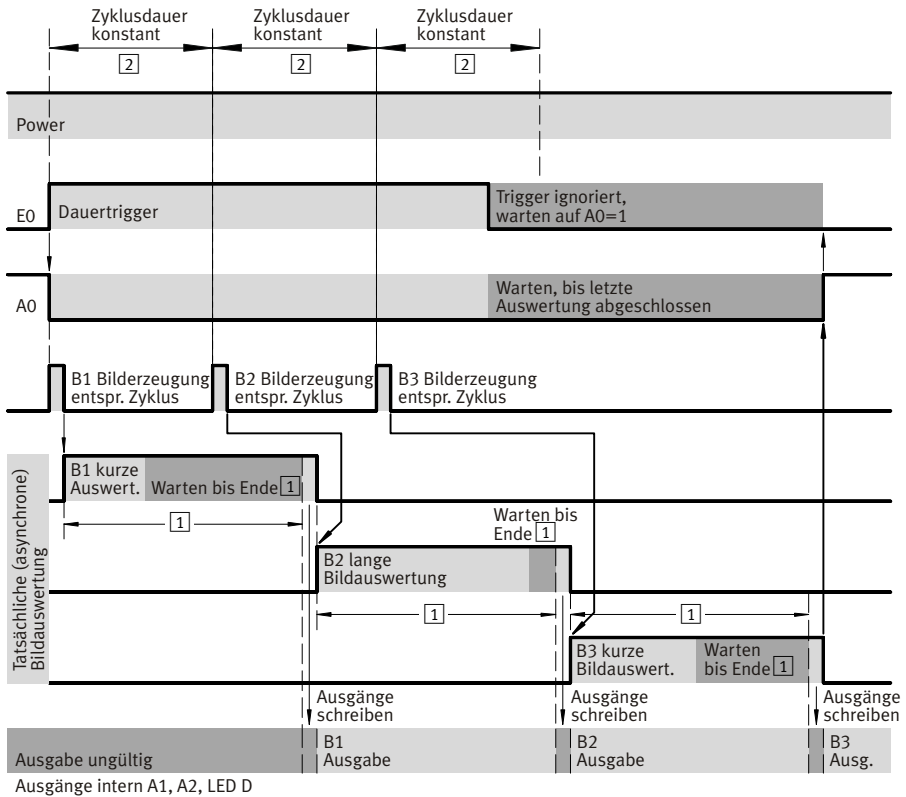 Zyklusdauer
konstant
2
Zyklusdauer
konstant
2
Zyklusdauer
konstant
2
Power
E0
Dauertrigger
Trigger ignoriert,
warten auf A0=1
A0
Warten, bis letzte
Auswertung abgeschlossen
B1 Bilderzeugung
entspr. Zyklus
B2 Bilderzeugung
entspr. Zyklus
B3 Bilderzeugung
entspr. Zyklus
Tatsächliche (asynchrone)
Bildauswertung
B1 kurze
Auswert.
Warten bis Ende 1
1
B2 lange
Bildauswertung
Warten bis
Ende 1
1
1
B3 kurze
Bildauswert.
Warten
bis Ende 1
Ausgänge
schreiben
Ausgänge
schreiben
Ausgänge
schreiben
Ausgabe ungültig
B1
Ausgabe
B2
Ausgabe
B3
Ausg.
Ausgänge intern A1, A2, LED D